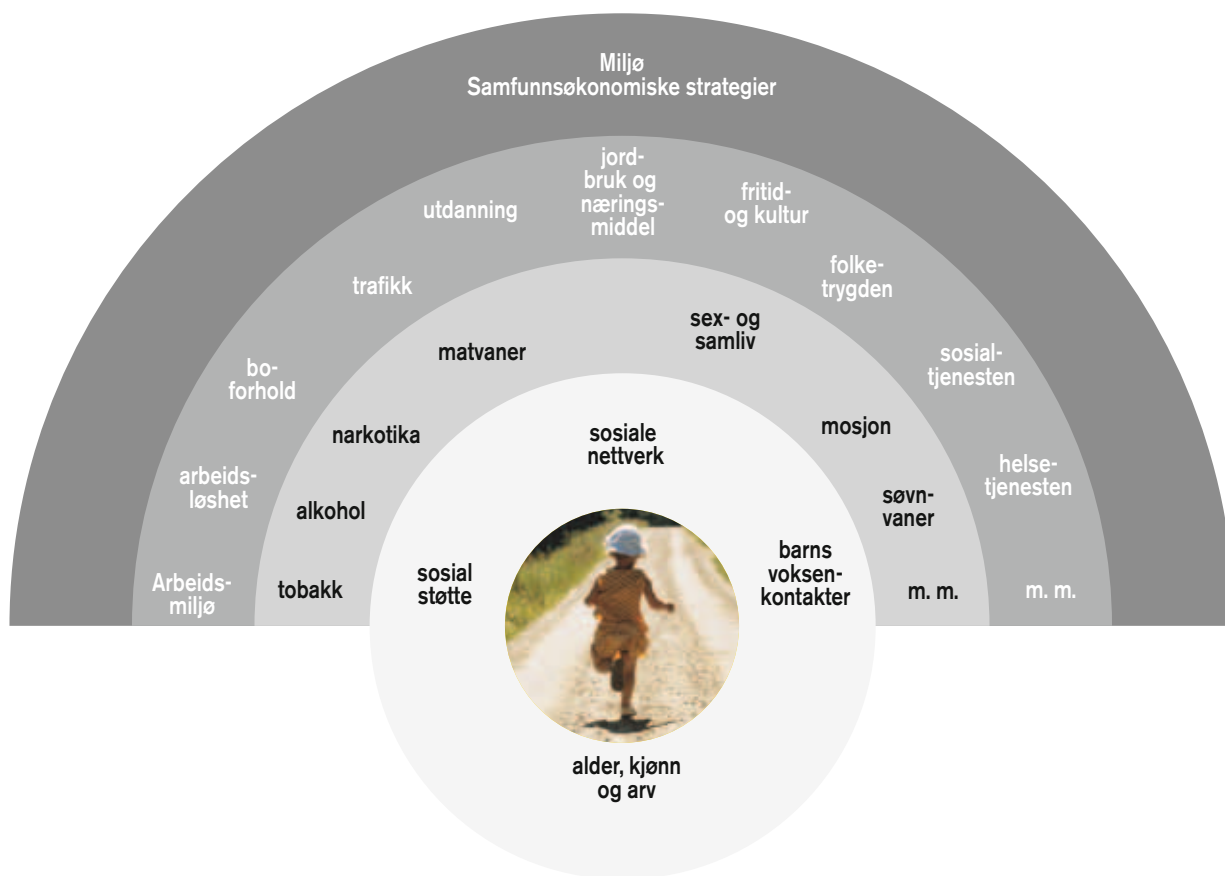 Miljø
Samfunnsøkonomiske strategier
jord-
bruk og
nærings-
middel
fritid-
og kultur
utdanning
folke-
trygden
trafikk
sosial-
tjenesten
bo-
forhold
helse-
tjenesten
arbeids-
løshet
Arbeids-
miljø
m. m.
sex- og
samliv
matvaner
mosjon
narkotika
søvn-
vaner
alkohol
tobakk
m. m.
sosiale
nettverk
sosial
støtte
barns
voksen-
kontakter
alder, kjønn
og arv